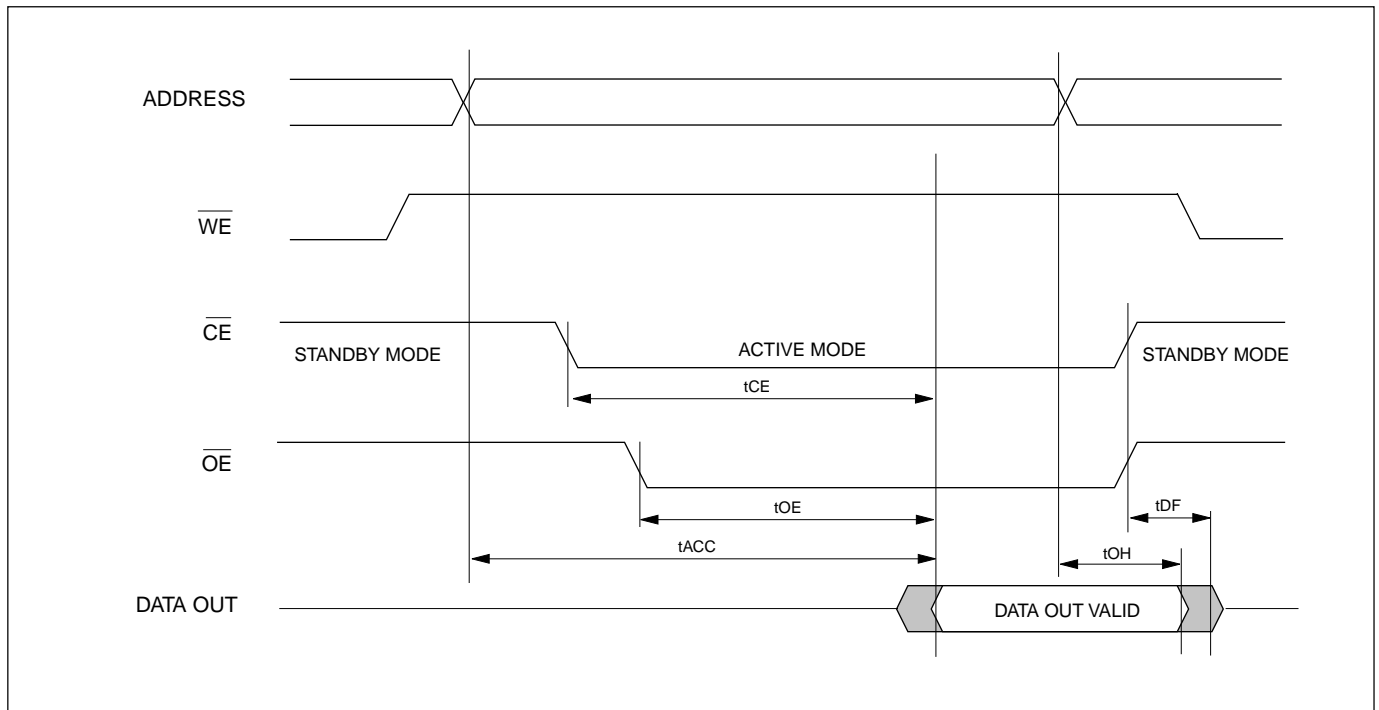 ADDRESS
WE
CE
STANDBY MODE
ACTIVE MODE
STANDBY MODE
tCE
OE
tOE
tDF
tACC
tOH
DATA OUT
DATA OUT VALID